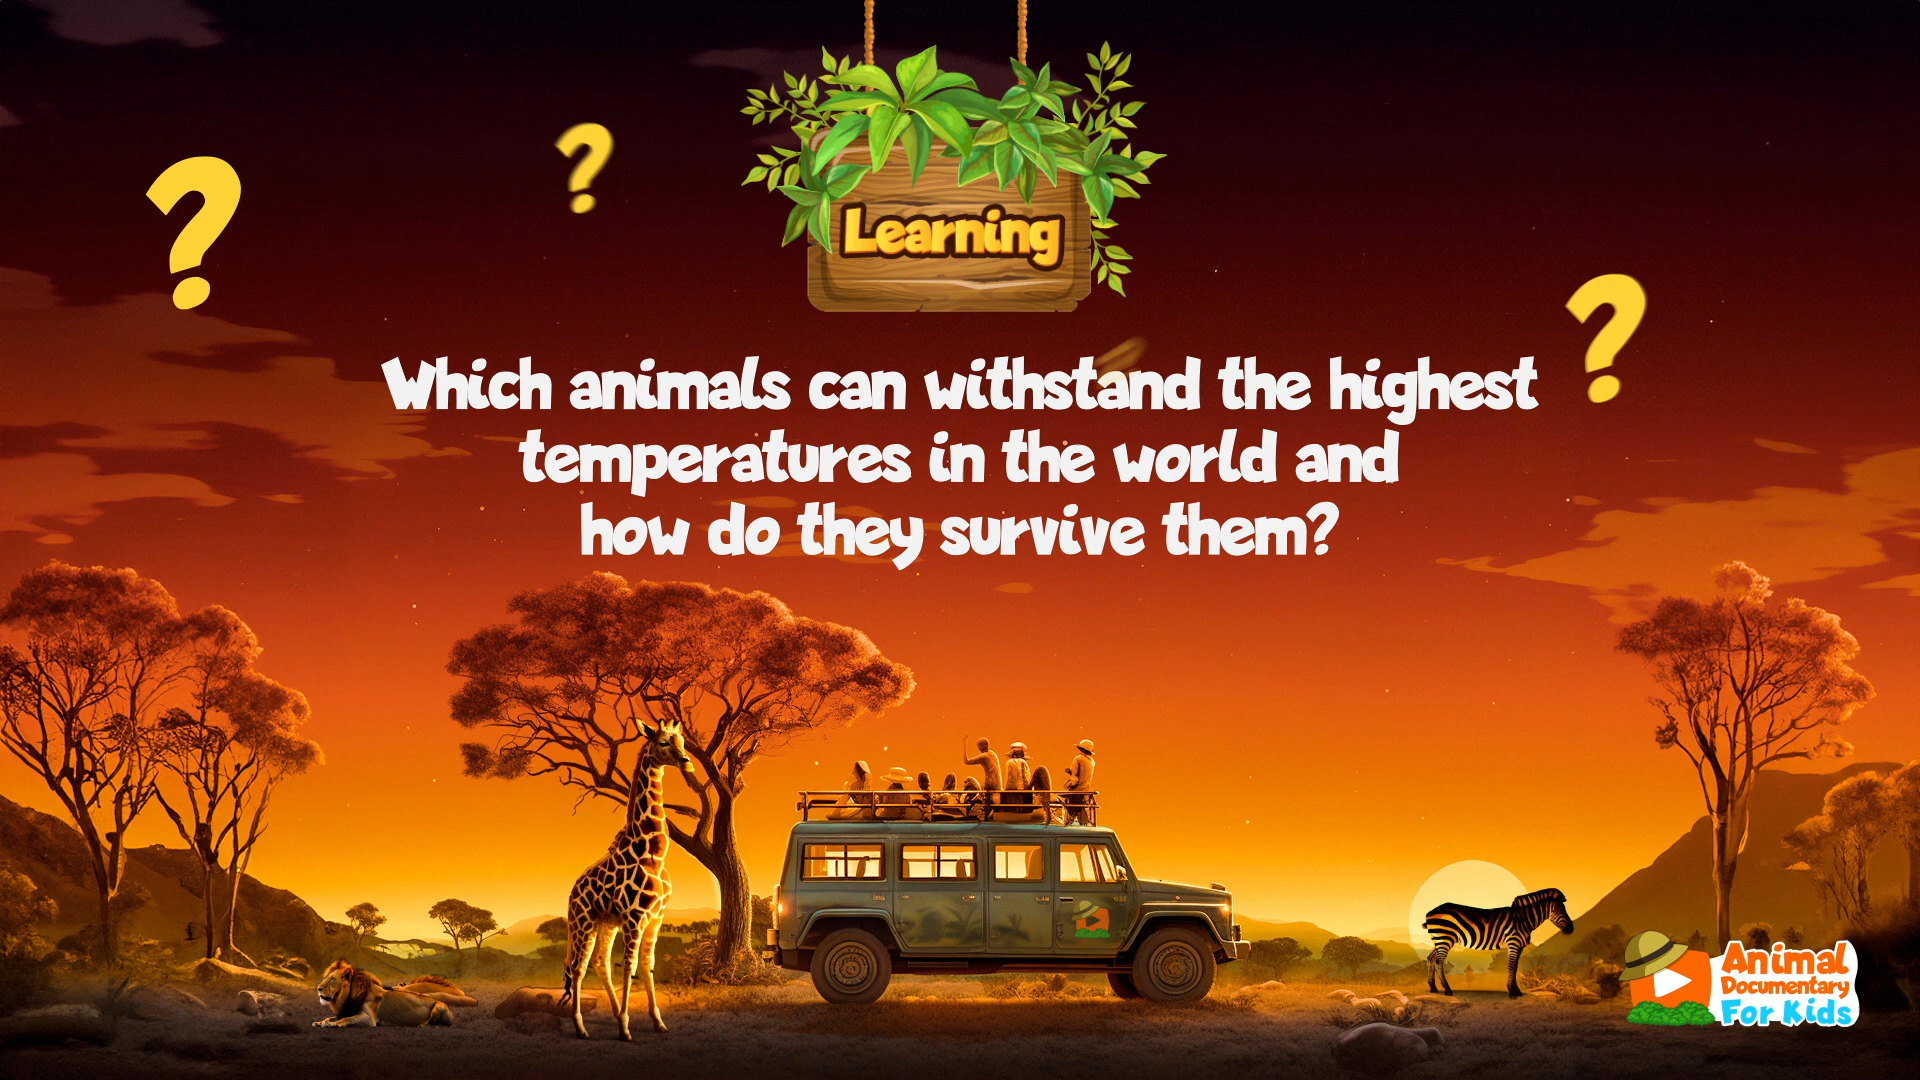 Learning
Which animals can withstand the highest
temperatures in the world and
how do they survive them?
Animal
Documentary
For Kids